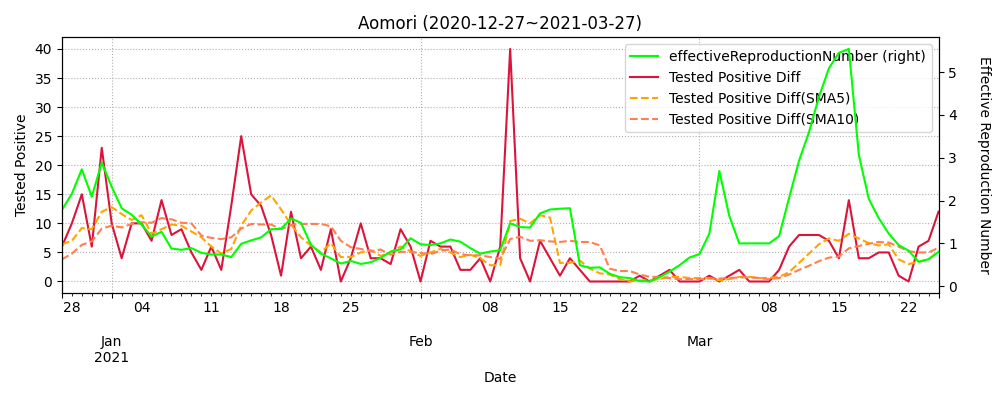 Aomori (2020-12-27~2021-03-27)
effectiveReproductionNumber (right)
Tested Positive Diff
Tested Positive Diff(SMA5)
Tested Positive Diff(SMA10)
Tested Positive
40
35
30
25
20
15
10
5
0
Effective Reproduction Number
5
4
3
2
1
0
28 04 11 18 25 08 15 22 08 15 22
Jan Feb Mar
2021
Date